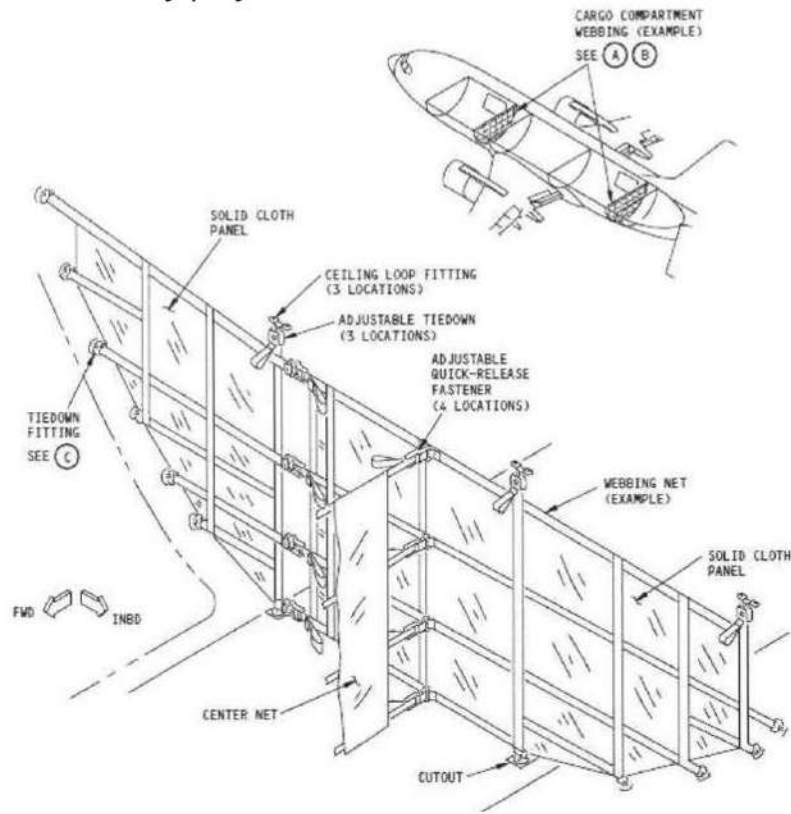 CARGO COMPARTMENT
WEBBING (EXAMPLE)
SEE A B
SOLID CLOTH
PANEL
CEILING LOOP FITTING
(3 LOCATIONS)
ADJUSTABLE TIEDOWN
(3 LOCATIONS)
ADJUSTABLE
QUICK-RELEASE
FASTENER
(4 LOCATIONS)
TIEDOWN
FITTING
SEE C
WEBBING NET
(EXAMPLE)
SOLID CLOTH
PANEL
FWD
INBD
CENTER NET
CUTOUT